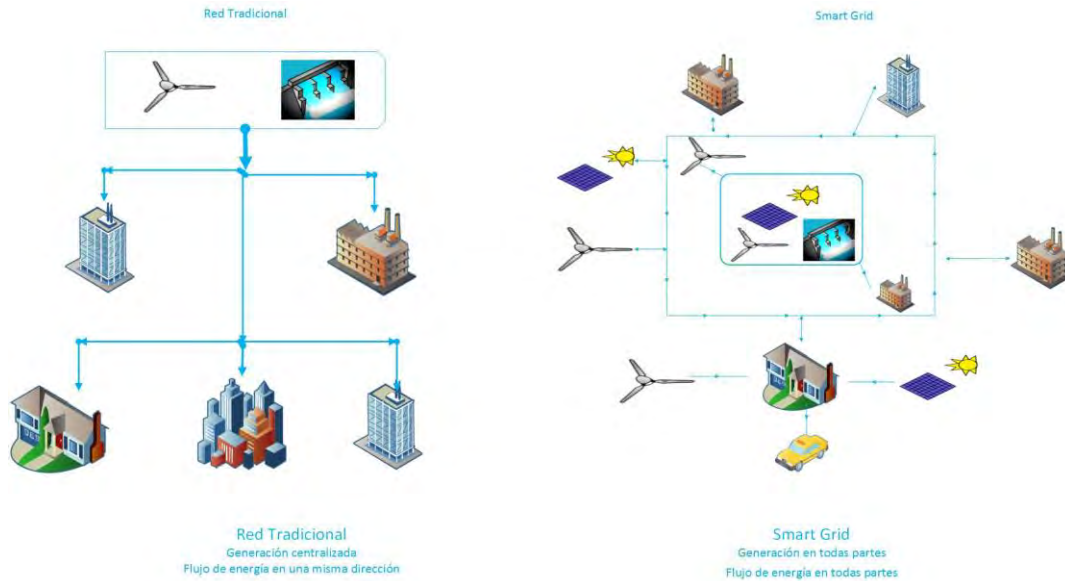 Red Tradicional
Smart Grid
Red Tradicional
Generación centralizada
Flujo de energía en una misma dirección
Smart Grid
Generación en todas partes
Flujo de energía en todas partes